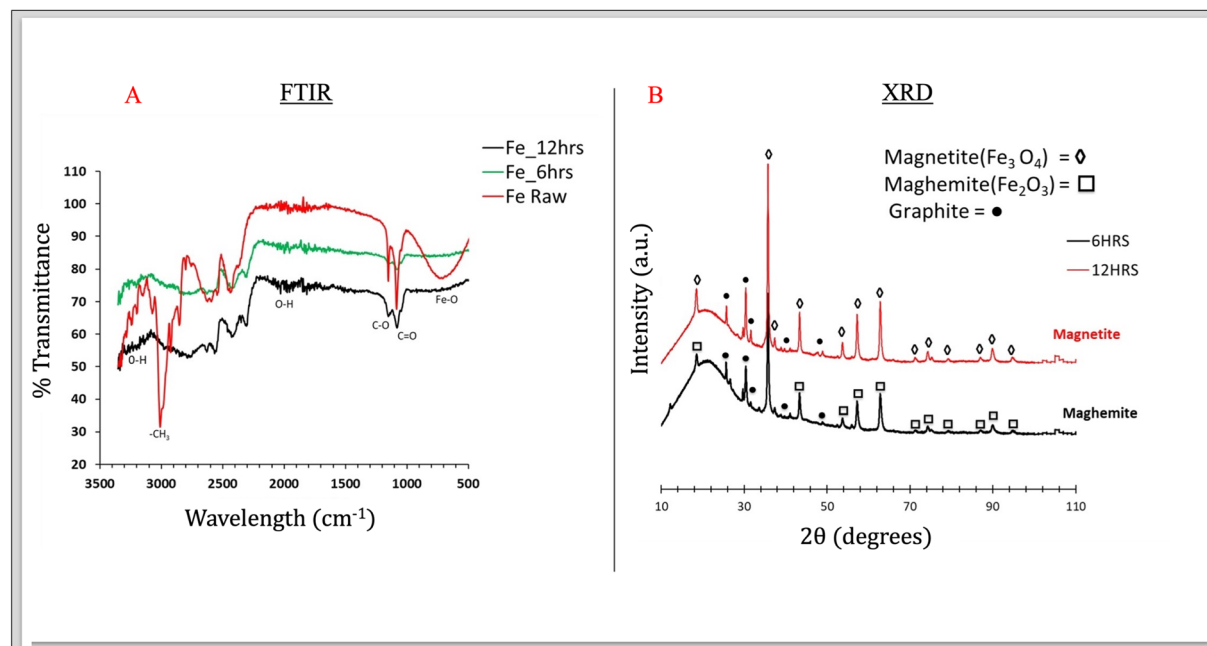 A
FTIR
Fe_12hrs
Fe_6hrs
Fe Raw
% Transmittance
110
100
90
80
70
60
50
40
30
20
O-H
-CH₃
O-H
C-O
C=O
Fe-O
3500 3000 2500 2000 1500 1000 500
Wavelength (cm⁻¹)
B
XRD
Magnetite(Fe₃ O₄) = ◊
Maghemite(Fe₂O₃) = □
Graphite = ●
6HRS
12HRS
Intensity (a.u.)
Magnetite
Maghemite
10 30 50 70 90 110
2θ (degrees)